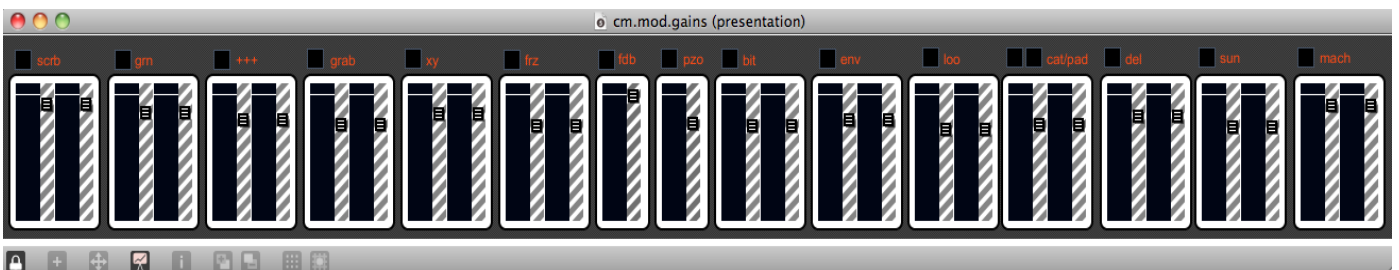 cm.mod.gains (presentation)
scrb grn +++ grab xy frz fdb pzo bit env loo cat/pad del sun mach